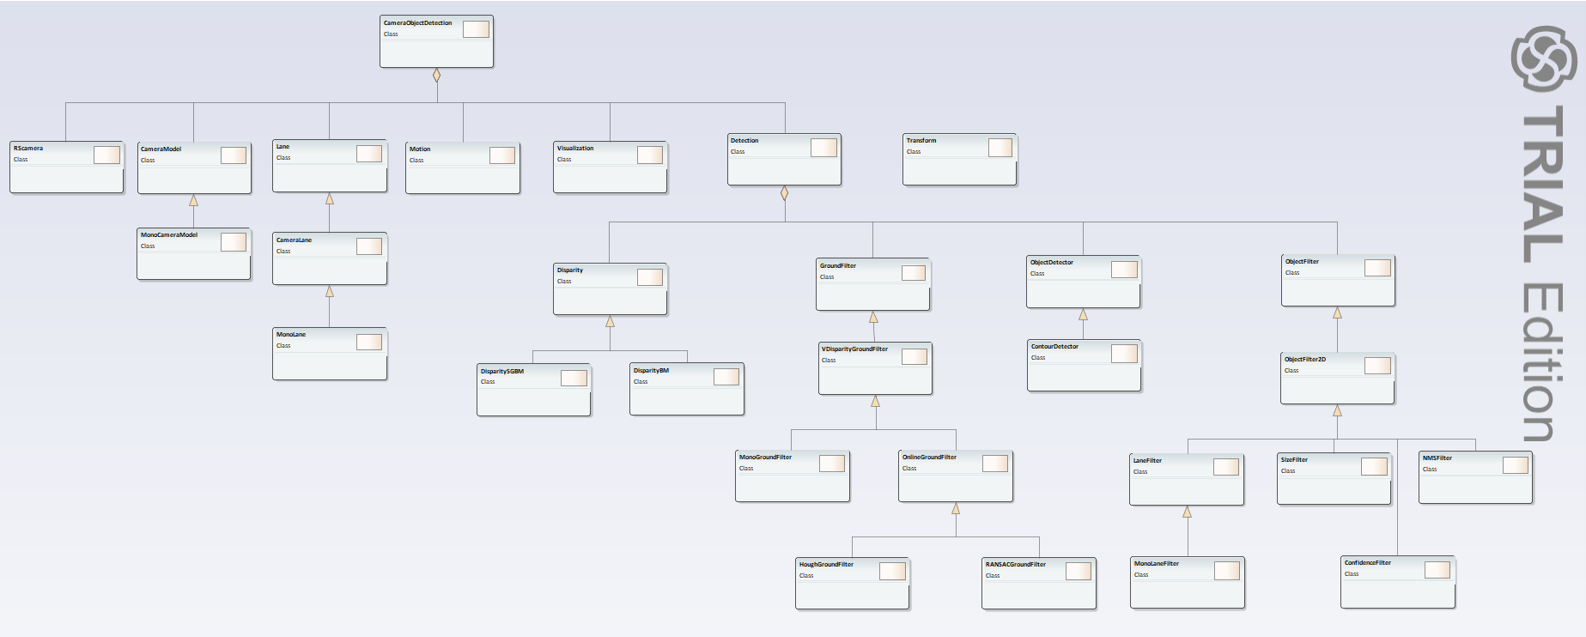 CameraObjectDetection
Class
RScamera
Class
CameraModel
Class
Lane
Class
Motion
Class
Visualization
Class
Detection
Class
Transform
Class
MonoCameraModel
Class
CameraLane
Class
MonoLane
Class
Disparity
Class
GroundFilter
Class
ObjectDetector
Class
ObjectFilter
Class
DisparitySGBM
Class
DisparityBM
Class
VDisparityGroundFilter
Class
ContourDetector
Class
ObjectFilter2D
Class
MonoGroundFilter
Class
OnlineGroundFilter
Class
LaneFilter
Class
SizeFilter
Class
NMSFilter
Class
HoughGroundFilter
Class
RANSACGroundFilter
Class
MonoLaneFilter
Class
ConfidenceFilter
Class
TRIAL Edition